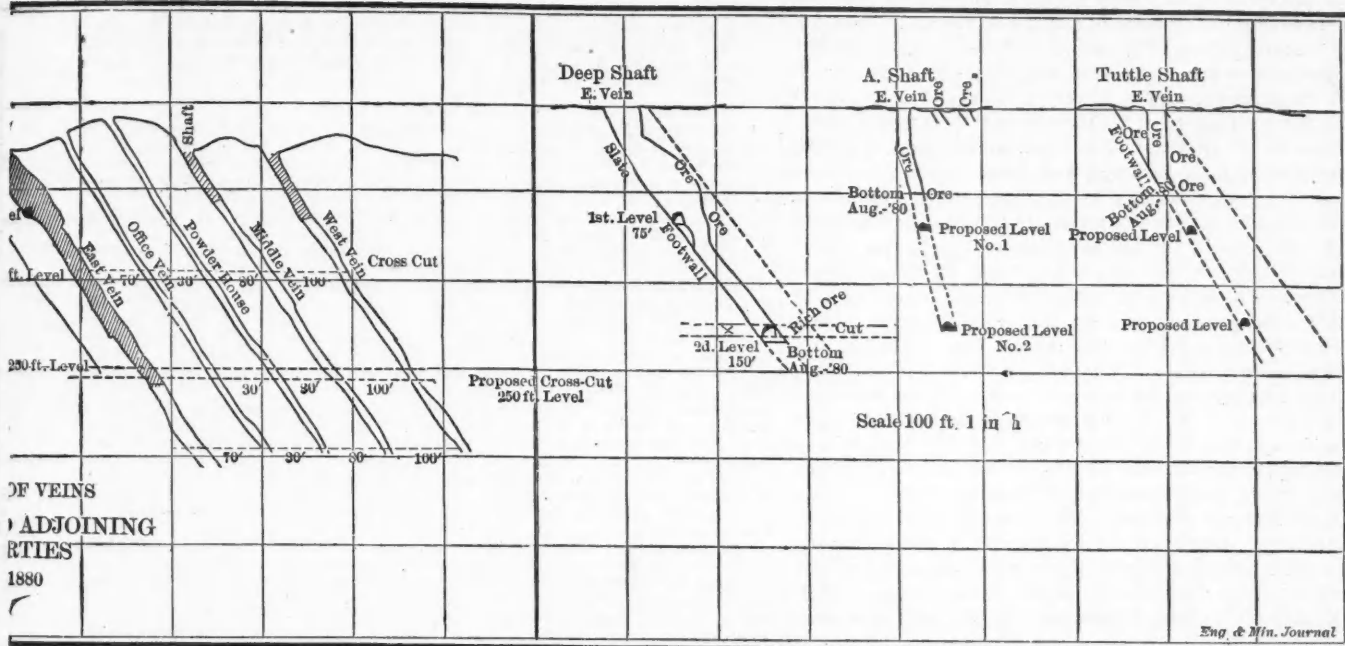 Shaft
el
ft. Level
250 ft. Level
East Vein
Office Vein
Powder House
Middle Vein
West Vein
Cross Cut
70'
30'
80'
100'
30'
80'
100'
Proposed Cross-Cut
250 ft. Level
70'
30'
80'
100'
OF VEINS
ADJOINING
RTIES
1880
Deep Shaft
E. Vein
Slate
Footwall
Ore
Ore
1st. Level
75'
Rich Ore
Cut
2d. Level
150'
Bottom
Aug.-'80
A. Shaft
E. Vein
Ore
Ore
Ore
Ore
Bottom
Aug.-'80
Proposed Level
No. 1
Proposed Level
No. 2
Tuttle Shaft
E. Vein
Ore
Ore
Ore
Ore
Footwall
Bottom
Aug.-'80
Proposed Level
Proposed Level
Scale 100 ft. 1 in h
Eng. & Min. Journal